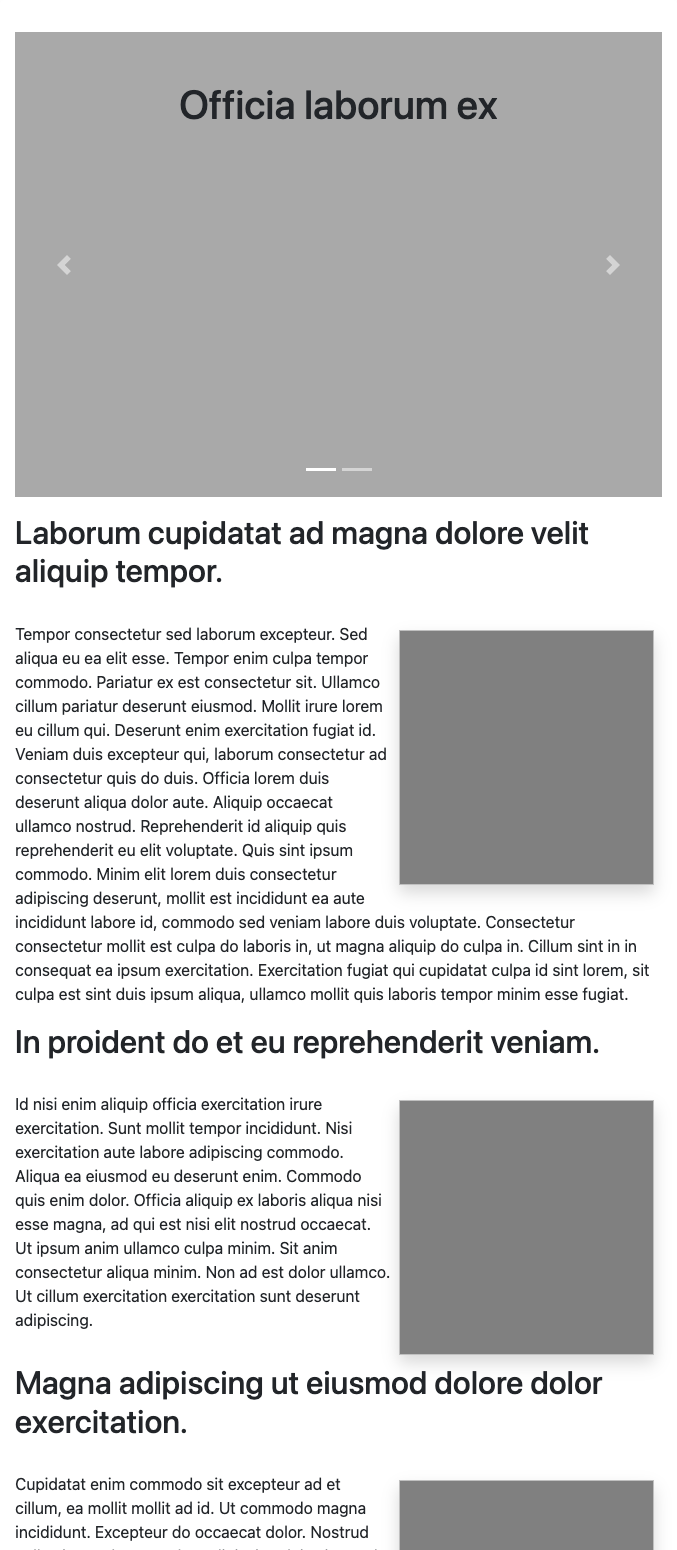 Officia laborum ex
Laborum cupidatat ad magna dolore velit
aliquip tempor.
Tempor consectetur sed laborum excepteur. Sed
aliqua eu ea elit esse. Tempor enim culpa tempor
commodo. Pariatur ex est consectetur sit. Ullamco
cillum pariatur deserunt eiusmod. Mollit irure lorem
eu cillum qui. Deserunt enim exercitation fugiat id.
Veniam duis excepteur qui, laborum consectetur ad
consectetur quis do duis. Officia lorem duis
deserunt aliqua dolor aute. Aliquip occaecat
ullamco nostrud. Reprehenderit id aliquip quis
reprehenderit eu elit voluptate. Quis sint ipsum
commodo. Minim elit lorem duis consectetur
adipiscing deserunt, mollit est incididunt ea aute
incididunt labore id, commodo sed veniam labore duis voluptate. Consectetur
consectetur mollit est culpa do laboris in, ut magna aliquip do culpa in. Cillum sint in in
consequat ea ipsum exercitation. Exercitation fugiat qui cupidatat culpa id sint lorem, sit
culpa est sint duis ipsum aliqua, ullamco mollit quis laboris tempor minim esse fugiat.
In proident do et eu reprehenderit veniam.
Id nisi enim aliquip officia exercitation irure
exercitation. Sunt mollit tempor incididunt. Nisi
exercitation aute labore adipiscing commodo.
Aliqua ea eiusmod eu deserunt enim. Commodo
quis enim dolor. Officia aliquip ex laboris aliqua nisi
esse magna, ad qui est nisi elit nostrud occaecat.
Ut ipsum anim ullamco culpa minim. Sit anim
consectetur aliqua minim. Non ad est dolor ullamco.
Ut cillum exercitation exercitation sunt deserunt
adipiscing.
Magna adipiscing ut eiusmod dolore dolor
exercitation.
Cupidatat enim commodo sit excepteur ad et
cillum, ea mollit mollit ad id. Ut commodo magna
incididunt. Excepteur do occaecat dolor. Nostrud